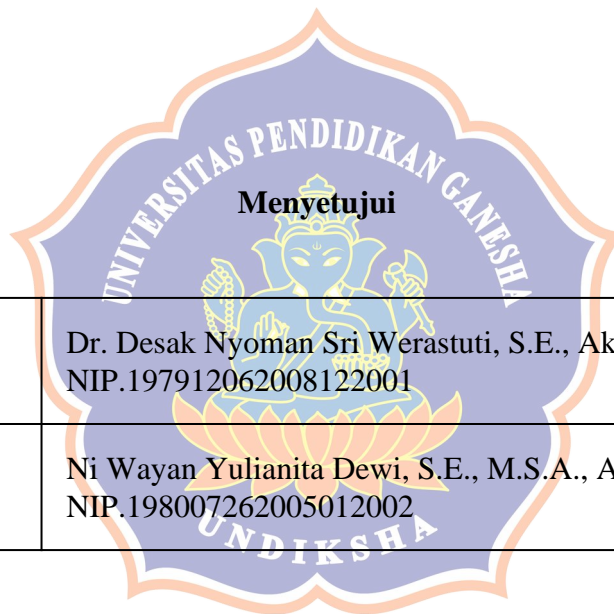 UNIVERSITAS PENDIDIKAN GANESHA
Menyetujui
Dr. Desak Nyoman Sri Werastuti, S.E., Ak
NIP.197912062008122001
Ni Wayan Yulianita Dewi, S.E., M.S.A., A
NIP.198007262005012002
UNDIKSHA